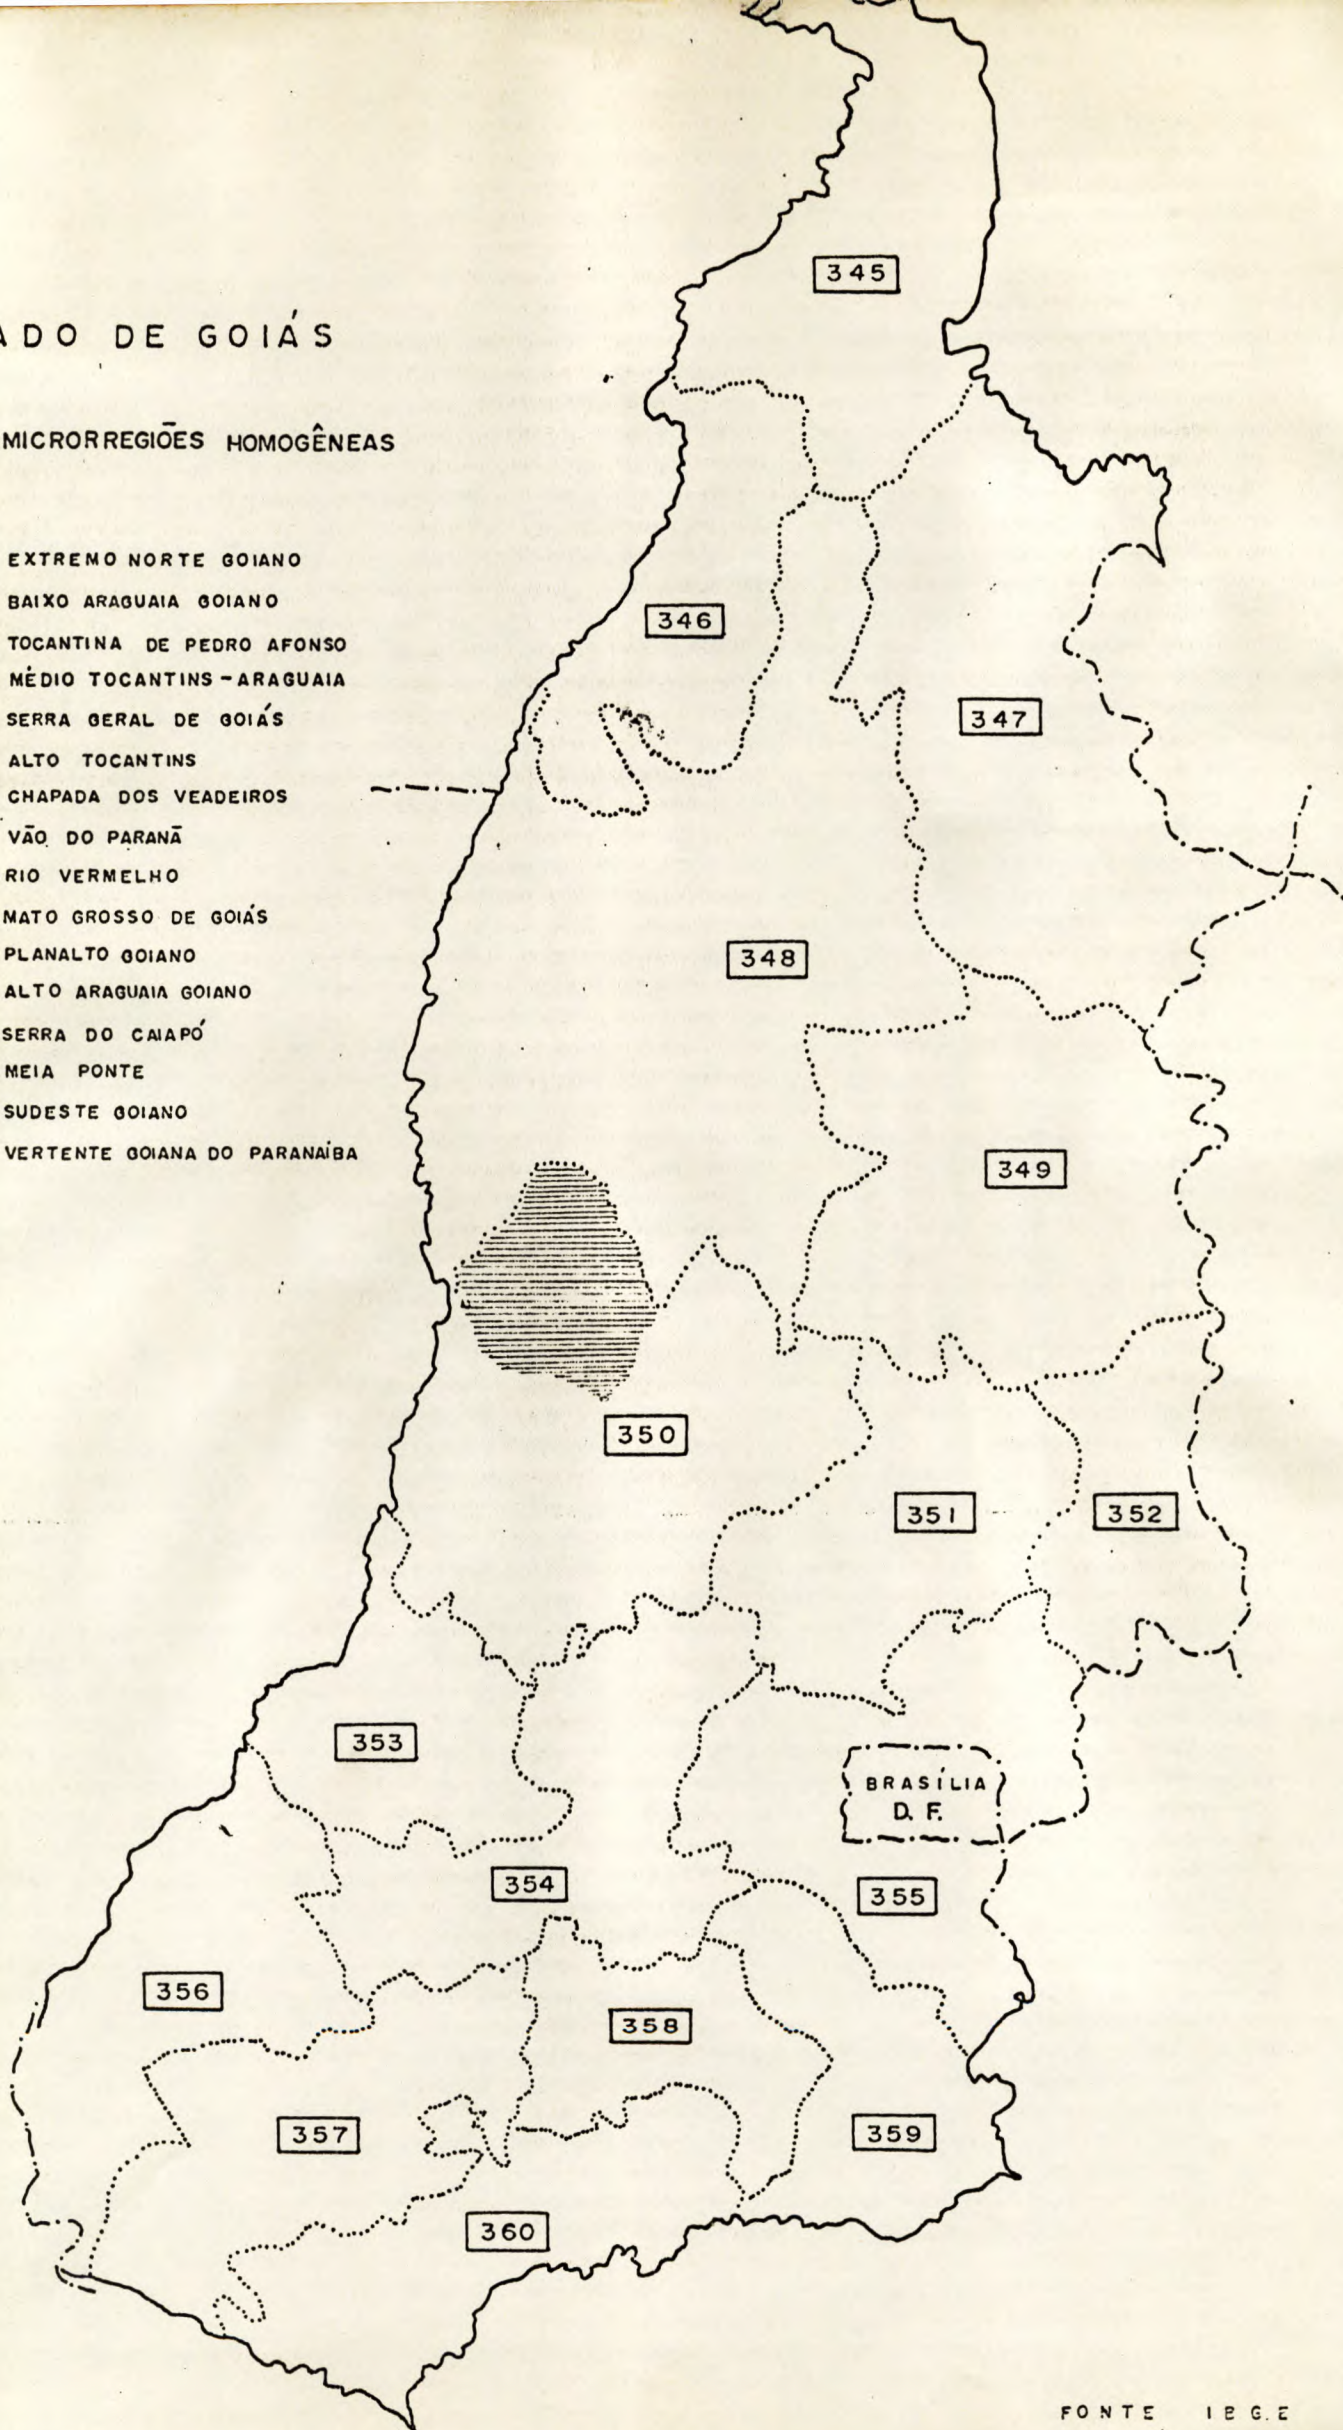 ADO DE GOIÁS
MICRORREGIÕES HOMOGÊNEAS
EXTREMO NORTE GOIANO
BAIXO ARAGUAIA GOIANO
TOCANTINA DE PEDRO AFONSO
MÉDIO TOCANTINS-ARAGUAIA
SERRA GERAL DE GOIÁS
ALTO TOCANTINS
CHAPADA DOS VEADEIROS
VÃO DO PARANÃ
RIO VERMELHO
MATO GROSSO DE GOIÁS
PLANALTO GOIANO
ALTO ARAGUAIA GOIANO
SERRA DO CAIAPÓ
MEIA PONTE
SUDESTE GOIANO
VERTENTE GOIANA DO PARANAÍBA
345
346
347
348
349
350
351
352
353
BRASÍLIA
D. F.
354
355
356
358
357
359
360
FONTE IBG.E